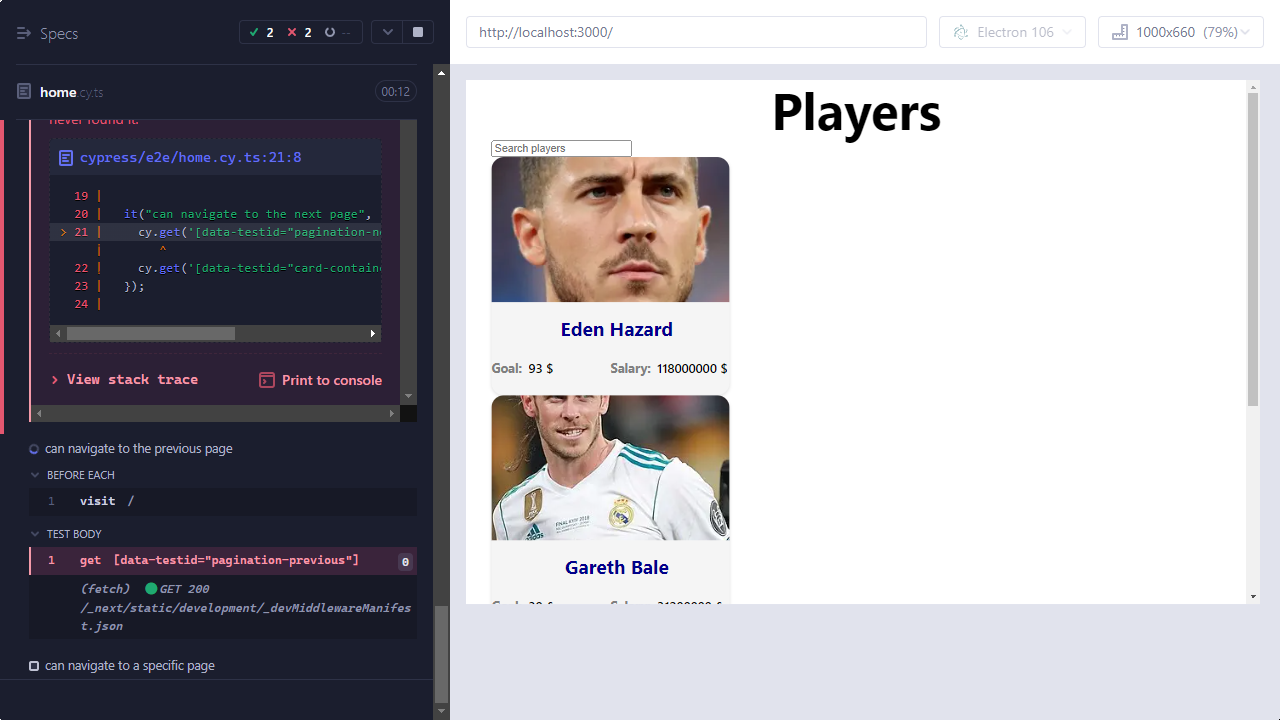 Specs
2
2
--
home.cy.ts
00:12
never found it.
cypress/e2e/home.cy.ts:21:8
19 |
20 | it("can navigate to the next page",
> 21 | cy.get('[data-testid="pagination-n
| ^
22 | cy.get('[data-testid="card-contain
23 | });
24 |
View stack trace
Print to console
can navigate to the previous page
BEFORE EACH
1 visit /
TEST BODY
1 get [data-testid="pagination-previous"] 0
(fetch) GET 200
/_next/static/development/_devMiddlewareManifes
t.json
can navigate to a specific page
http://localhost:3000/
Electron 106
1000x660 (79%)
Players
Search players
Eden Hazard
Goal: 93 $ Salary: 118000000 $
Gareth Bale